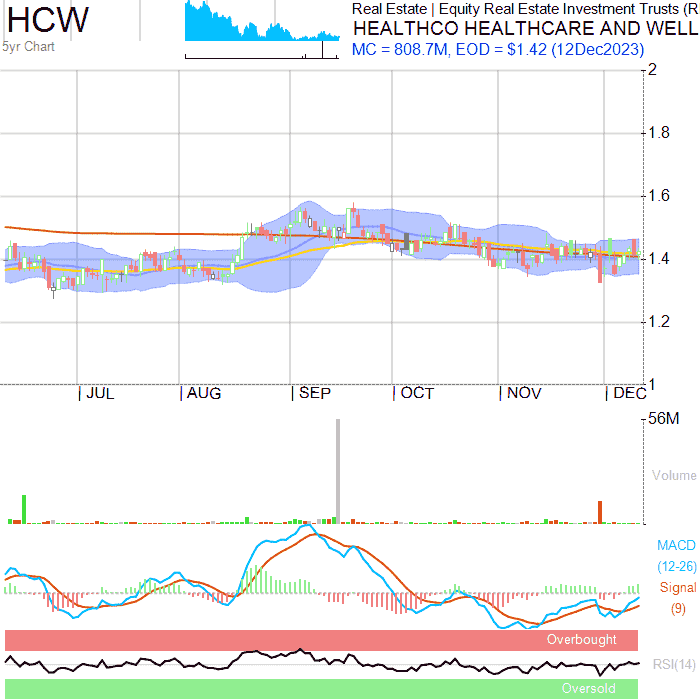 HCW
5yr Chart
Real Estate | Equity Real Estate Investment Trusts (R
HEALTHCO HEALTHCARE AND WELL
MC = 808.7M, EOD = $1.42 (12Dec2023)
2
1.8
1.6
1.4
1.2
1
JUL AUG SEP OCT NOV DEC
56M
Volume
MACD
(12-26)
Signal
(9)
Overbought
RSI(14)
Oversold